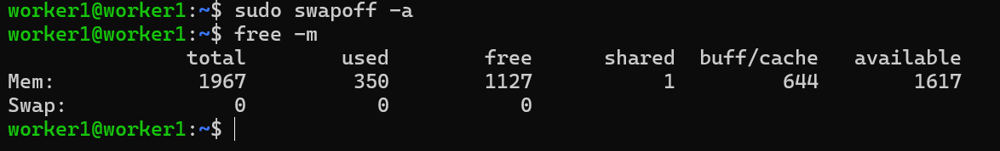 worker1@worker1:~$ sudo swapoff -a
worker1@worker1:~$ free -m
               total        used        free      shared  buff/cache   available
Mem:            1967         350        1127           1         644        1617
Swap:              0           0           0
worker1@worker1:~$